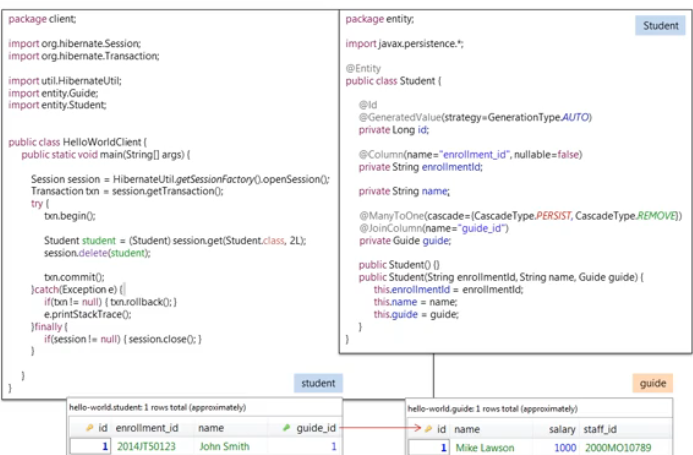 package client;
import org.hibernate.Session;
import org.hibernate.Transaction;
import util.HibernateUtil;
import entity.Guide;
import entity.Student;
public class HelloWorldClient {
public static void main(String[] args) {
Session session = HibernateUtil.getSessionFactory().openSession();
Transaction txn = session.getTransaction();
try {
txn.begin();
Student student = (Student) session.get(Student.class, 2L);
session.delete(student);
txn.commit();
}catch(Exception e) {
if(txn != null) { txn.rollback(); }
e.printStackTrace();
}finally {
if(session != null) { session.close(); }
}
}
}
Student
package entity;
import javax.persistence.*;
@Entity
public class Student {
@Id
@GeneratedValue(strategy=GenerationType.AUTO)
private Long id;
@Column(name="enrollment_id", nullable=false)
private String enrollmentId;
private String name;
@ManyToOne(cascade={CascadeType.PERSIST, CascadeType.REMOVE})
@JoinColumn(name="guide_id")
private Guide guide;
public Student() {}
public Student(String enrollmentId, String name, Guide guide) {
this.enrollmentId = enrollmentId;
this.name = name;
this.guide = guide;
}
}
student
hello-world.student: 1 rows total (approximately)
id enrollment_id name guide_id
1 2014JT50123 John Smith 1
guide
hello-world.guide: 1 rows total (approximately)
id name salary staff_id
1 Mike Lawson 1000 2000MO10789